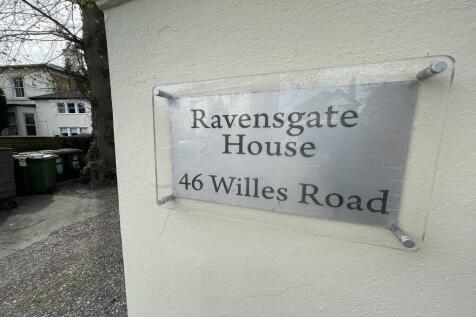 Ravensgate
House
46 Willes Road